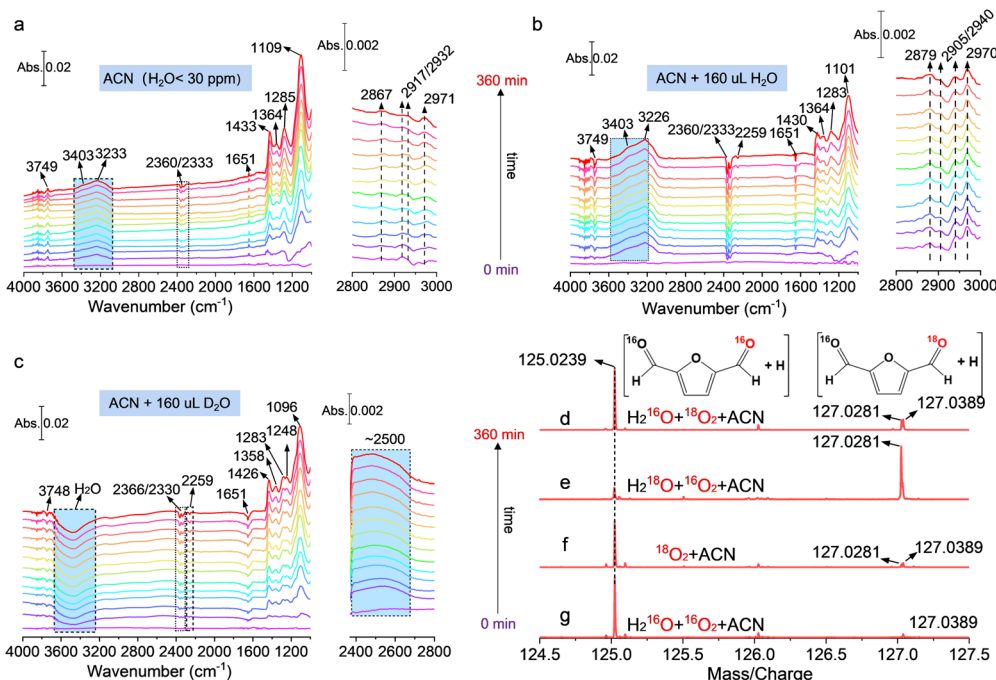 a
Abs.
0.02
ACN (H2O< 30 ppm)
3749
3403
3233
2360/2333
1651
1433
1364
1285
1109
4000 3600 3200 2800 2400 2000 1600 1200
Wavenumber (cm-1)
Abs.
0.002
2867
2917/2932
2971
2800 2900 3000
360 min
time
0 min
b
Abs.
0.02
ACN + 160 uL H2O
3749
3403
3226
2360/2333
2259
1651
1430
1364
1283
1101
4000 3600 3200 2800 2400 2000 1600 1200
Wavenumber (cm-1)
Abs.
0.002
2879
2905/2940
2970
2800 2900 3000
c
Abs.
0.02
ACN + 160 uL D2O
3748
H2O
2366/2330
2259
1651
1426
1358
1283
1248
1096
4000 3600 3200 2800 2400 2000 1600 1200
Wavenumber (cm-1)
Abs.
0.002
~2500
2400 2600 2800
360 min
time
0 min
125.0239
16O
16O
H
H
O
+ H
16O
18O
H
H
O
+ H
d
H216O+18O2+ACN
127.0281
127.0389
e
H218O+16O2+ACN
127.0281
f
18O2+ACN
127.0281
127.0389
g
H216O+16O2+ACN
127.0389
124.5 125.0 125.5 126.0 126.5 127.0 127.5
Mass/Charge